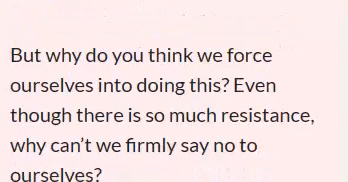 But why do you think we force
ourselves into doing this? Even
though there is so much resistance,
why can’t we firmly say no to
ourselves?